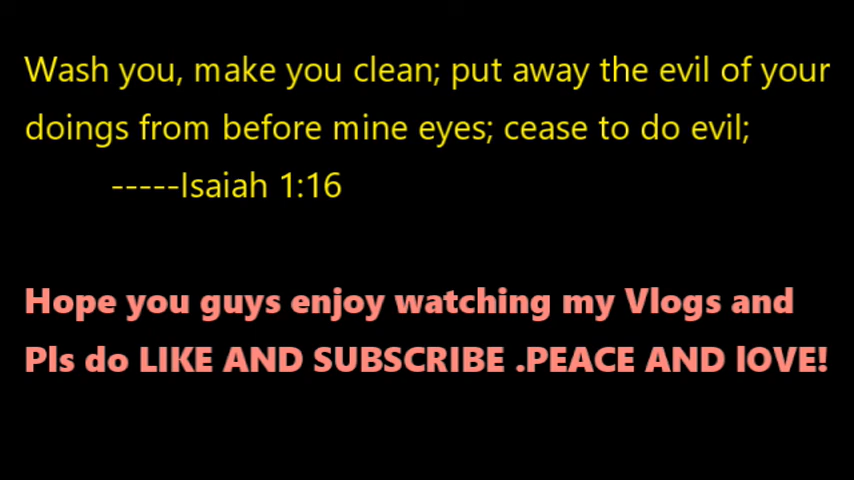 Wash you, make you clean; put away the evil of your
doings from before mine eyes; cease to do evil;
-----Isaiah 1:16
Hope you guys enjoy watching my Vlogs and
Pls do LIKE AND SUBSCRIBE .PEACE AND lOVE!